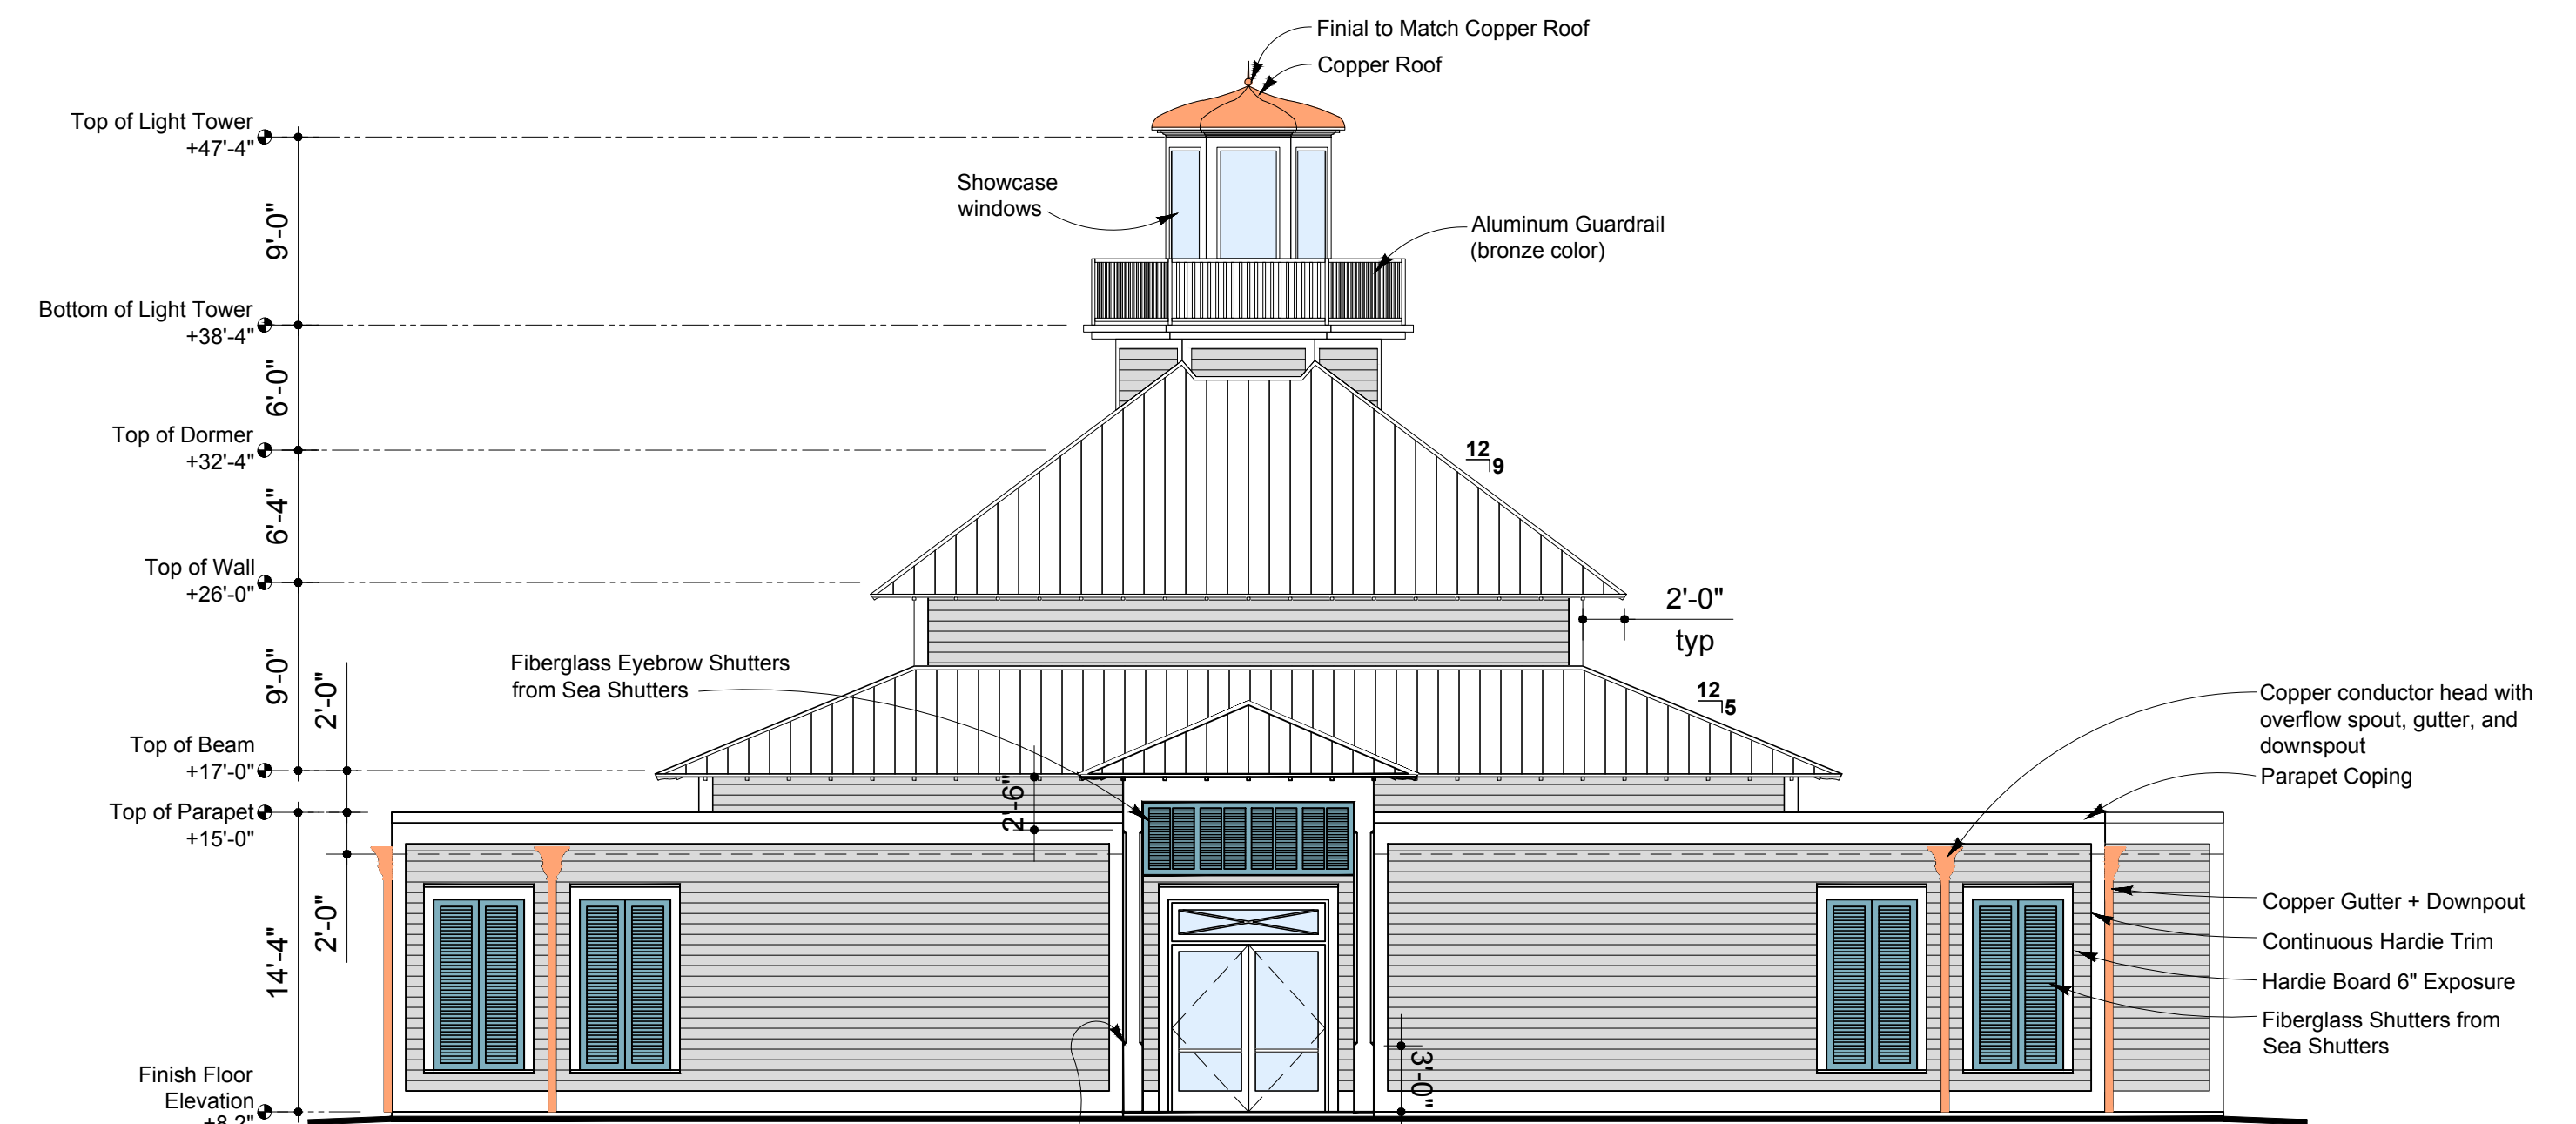 Finial to Match Copper Roof
Copper Roof
Top of Light Tower
+47'-4"
Showcase
windows
9'-0"
Aluminum Guardrail
(bronze color)
Bottom of Light Tower
+38'-4"
6'-0"
Top of Dormer
+32'-4"
12
9
6'-4"
Top of Wall
+26'-0"
2'-0"
typ
Fiberglass Eyebrow Shutters
from Sea Shutters
9'-0"
2'-0"
12
5
Copper conductor head with
overflow spout, gutter, and
downspout
Top of Beam
+17'-0"
Parapet Coping
2'-6"
Top of Parapet
+15'-0"
2'-0"
14'-4"
Copper Gutter + Downpout
Continuous Hardie Trim
Hardie Board 6" Exposure
Fiberglass Shutters from
Sea Shutters
3'-0"
Finish Floor
Elevation
+8.2"